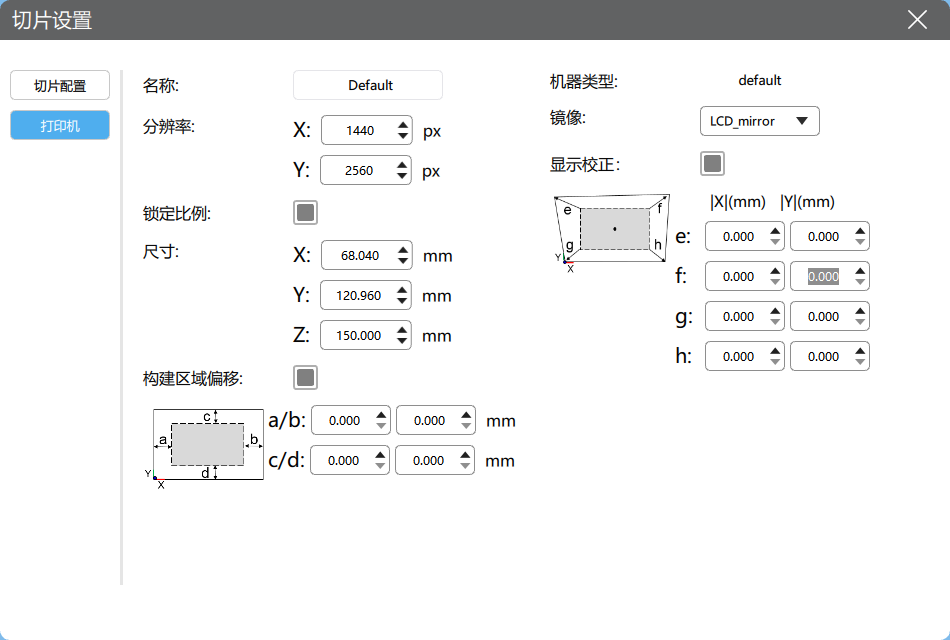 切片设置
切片配置
打印机
名称: Default
分辨率: X: 1440 px
Y: 2560 px
锁定比例:
尺寸: X: 68.040 mm
Y: 120.960 mm
Z: 150.000 mm
构建区域偏移:
c
a b
d
Y
X
a/b: 0.000 0.000 mm
c/d: 0.000 0.000 mm
机器类型: default
镜像: LCD_mirror
显示校正:
e f
g h
Y
X
|X|(mm) |Y|(mm)
e: 0.000 0.000
f: 0.000 0.000
g: 0.000 0.000
h: 0.000 0.000